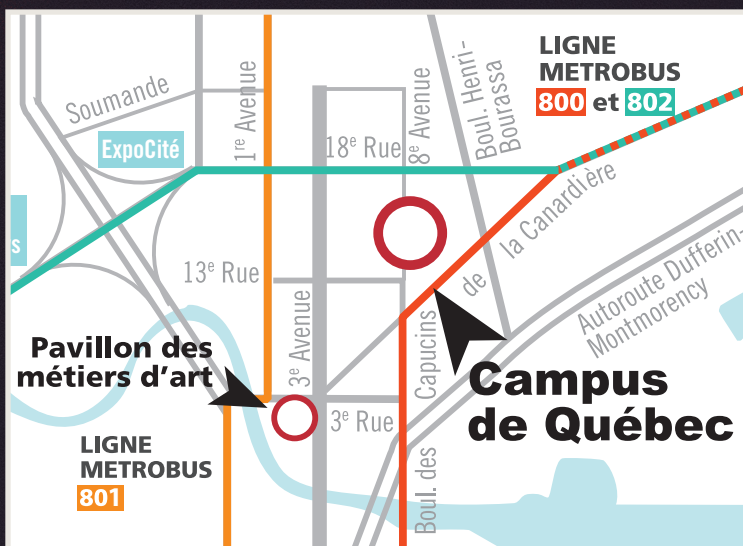 LIGNE
METROBUS
800 et 802
Soumande
1re Avenue
8e Avenue
Boul. Henri-
Bourassa
ExpoCité
18e Rue
de la Canardière
s
13e Rue
3e Avenue
Autoroute Dufferin-
Montmorency
Pavillon des
métiers d'art
Campus
de Québec
3e Rue
Boul. des Capucins
LIGNE
METROBUS
801